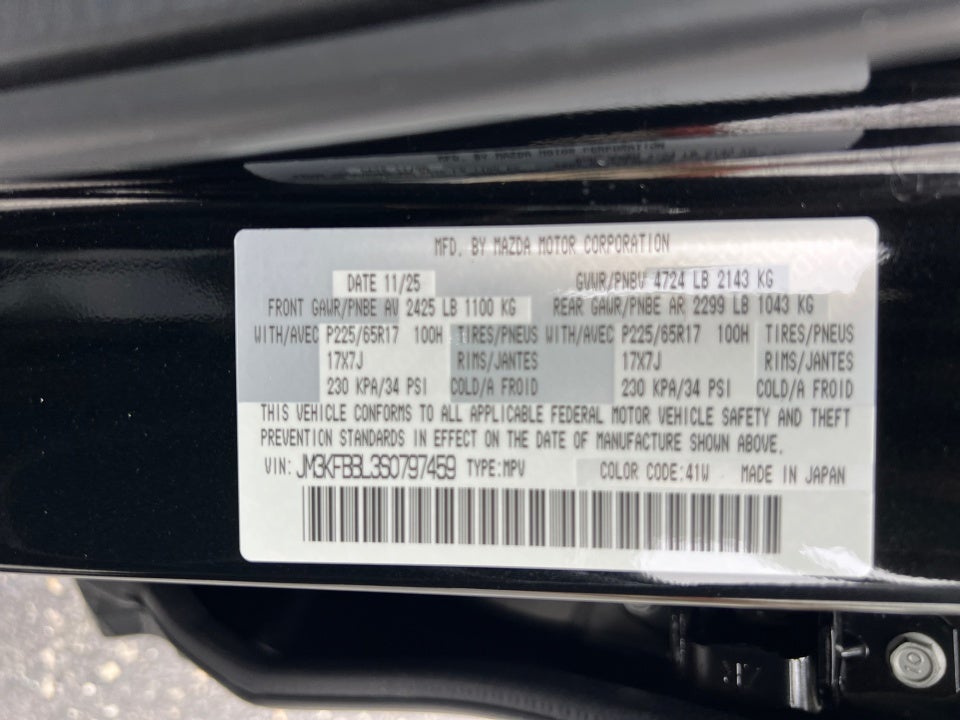 MFD. BY MAZDA MOTOR CORPORATION
DATE 11/25 GVWR/PNBV 4724 LB 2143 KG
FRONT GAWR/PNBE AV 2425 LB 1100 KG REAR GAWR/PNBE AR 2299 LB 1043 KG
WITH/AVEC P225/65R17 100H TIRES/PNEUS WITH/AVEC P225/65R17 100H TIRES/PNEUS
17X7J RIMS/JANTES 17X7J RIMS/JANTES
230 KPA/34 PSI COLD/A FROID 230 KPA/34 PSI COLD/A FROID
THIS VEHICLE CONFORMS TO ALL APPLICABLE FEDERAL MOTOR VEHICLE SAFETY AND THEFT
PREVENTION STANDARDS IN EFFECT ON THE DATE OF MANUFACTURE SHOWN ABOVE.
VIN: JM3KFBBL3S0797459 TYPE:MPV COLOR CODE:41W MADE IN JAPAN
10